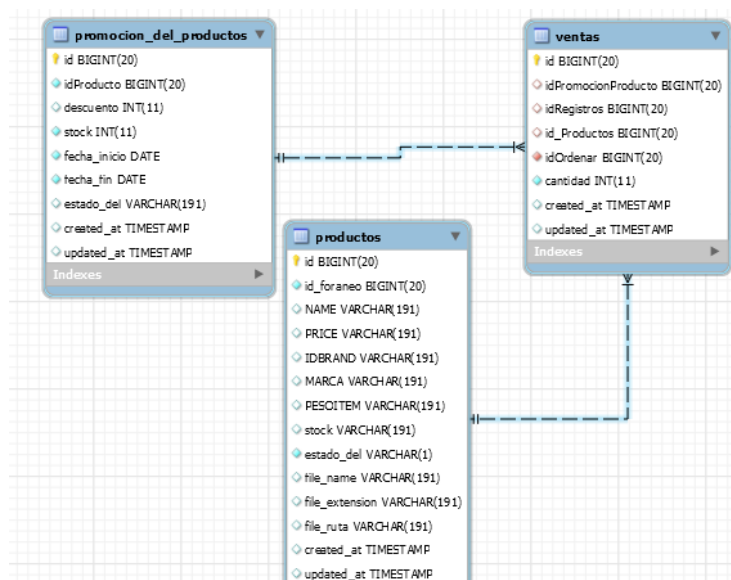 promocion_del_productos
id BIGINT(20)
idProducto BIGINT(20)
descuento INT(11)
stock INT(11)
fecha_inicio DATE
fecha_fin DATE
estado_del VARCHAR(191)
created_at TIMESTAMP
updated_at TIMESTAMP
Indexes
ventas
id BIGINT(20)
idPromocionProducto BIGINT(20)
idRegistros BIGINT(20)
id_Productos BIGINT(20)
idOrdenar BIGINT(20)
cantidad INT(11)
created_at TIMESTAMP
updated_at TIMESTAMP
Indexes
productos
id BIGINT(20)
id_foraneo BIGINT(20)
NAME VARCHAR(191)
PRICE VARCHAR(191)
IDBRAND VARCHAR(191)
MARCA VARCHAR(191)
PESOITEM VARCHAR(191)
stock VARCHAR(191)
estado_del VARCHAR(1)
file_name VARCHAR(191)
file_extension VARCHAR(191)
file_ruta VARCHAR(191)
created_at TIMESTAMP
updated_at TIMESTAMP